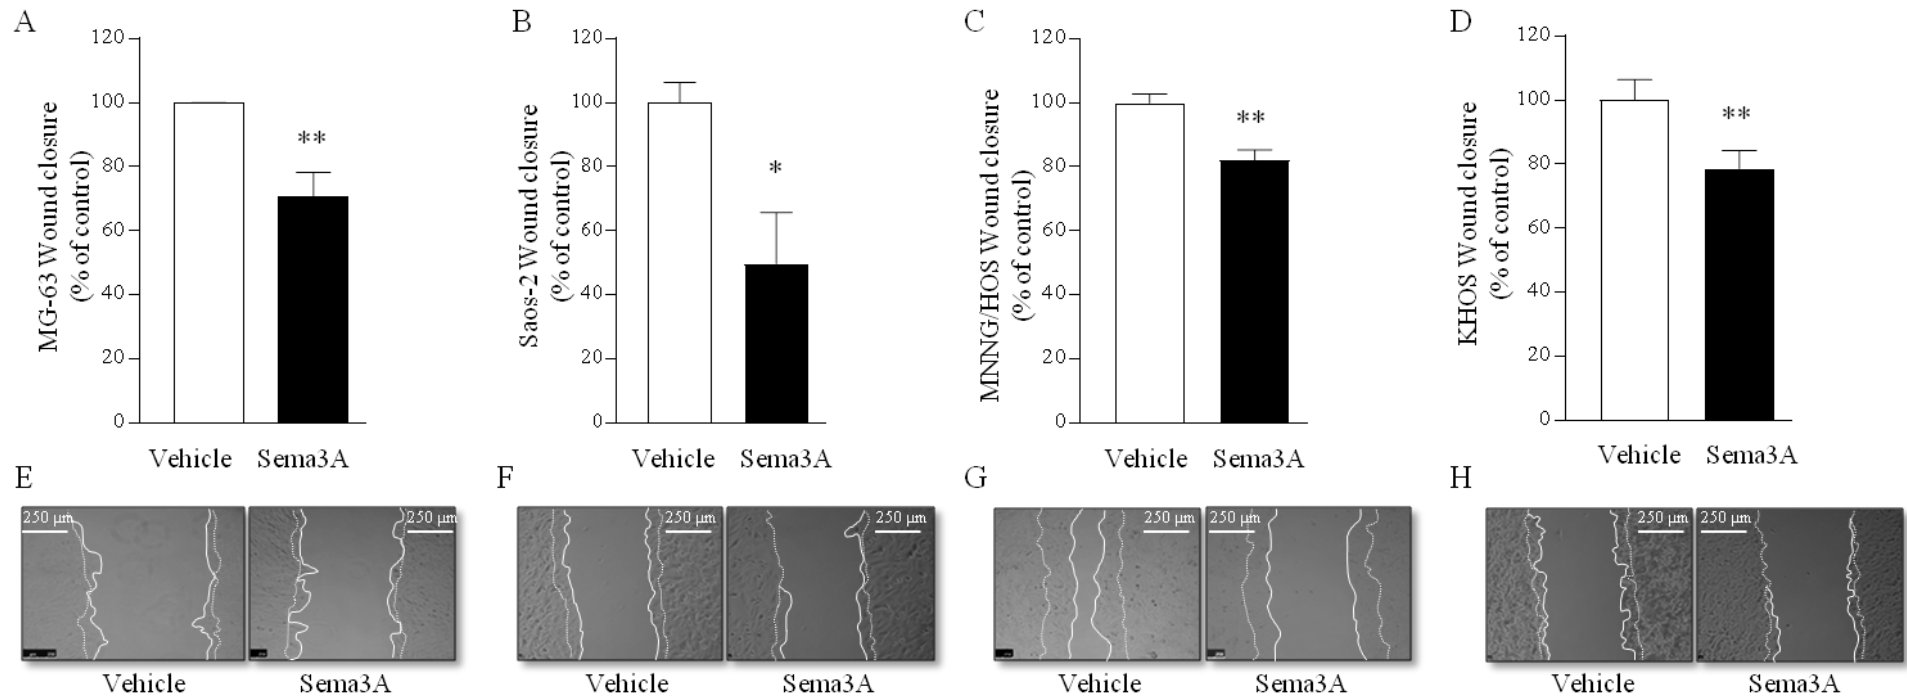 A
120
100
80
60
40
20
0
MG-63 Wound closure
(% of control)
**
Vehicle Sema3A
B
120
100
80
60
40
20
0
Saos-2 Wound closure
(% of control)
*
Vehicle Sema3A
C
120
100
80
60
40
20
0
MNNG/HOS Wound closure
(% of control)
**
Vehicle Sema3A
D
120
100
80
60
40
20
0
KHOS Wound closure
(% of control)
**
Vehicle Sema3A
E
250 µm
250 µm
Vehicle Sema3A
F
250 µm
250 µm
Vehicle Sema3A
G
250 µm
250 µm
Vehicle Sema3A
H
250 µm
250 µm
Vehicle Sema3A